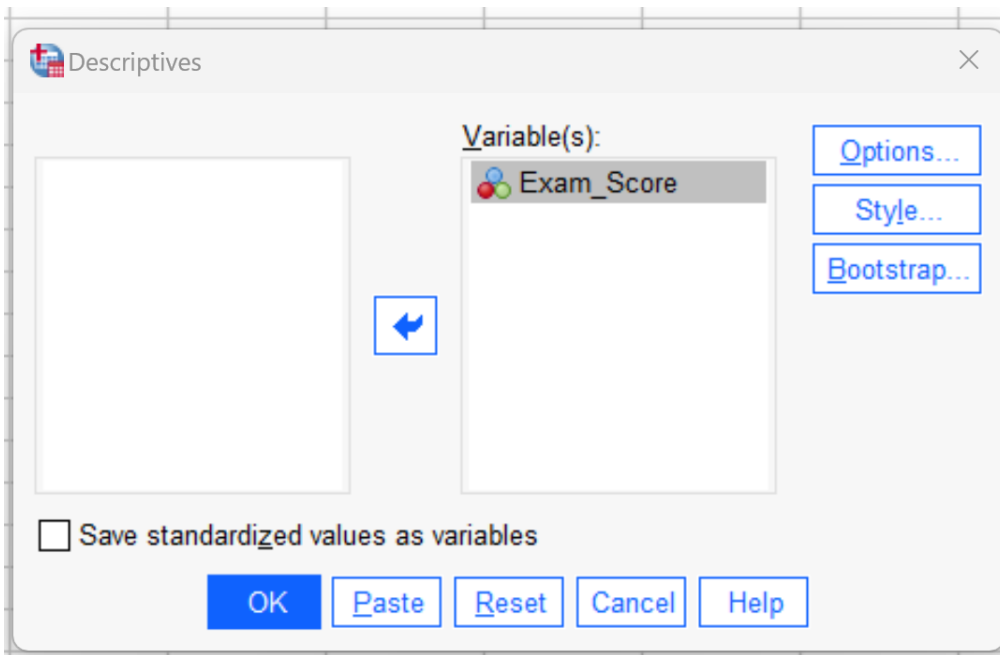 Descriptives
Variable(s):
Exam_Score
Options...
Style...
Bootstrap...
Save standardized values as variables
OK
Paste
Reset
Cancel
Help